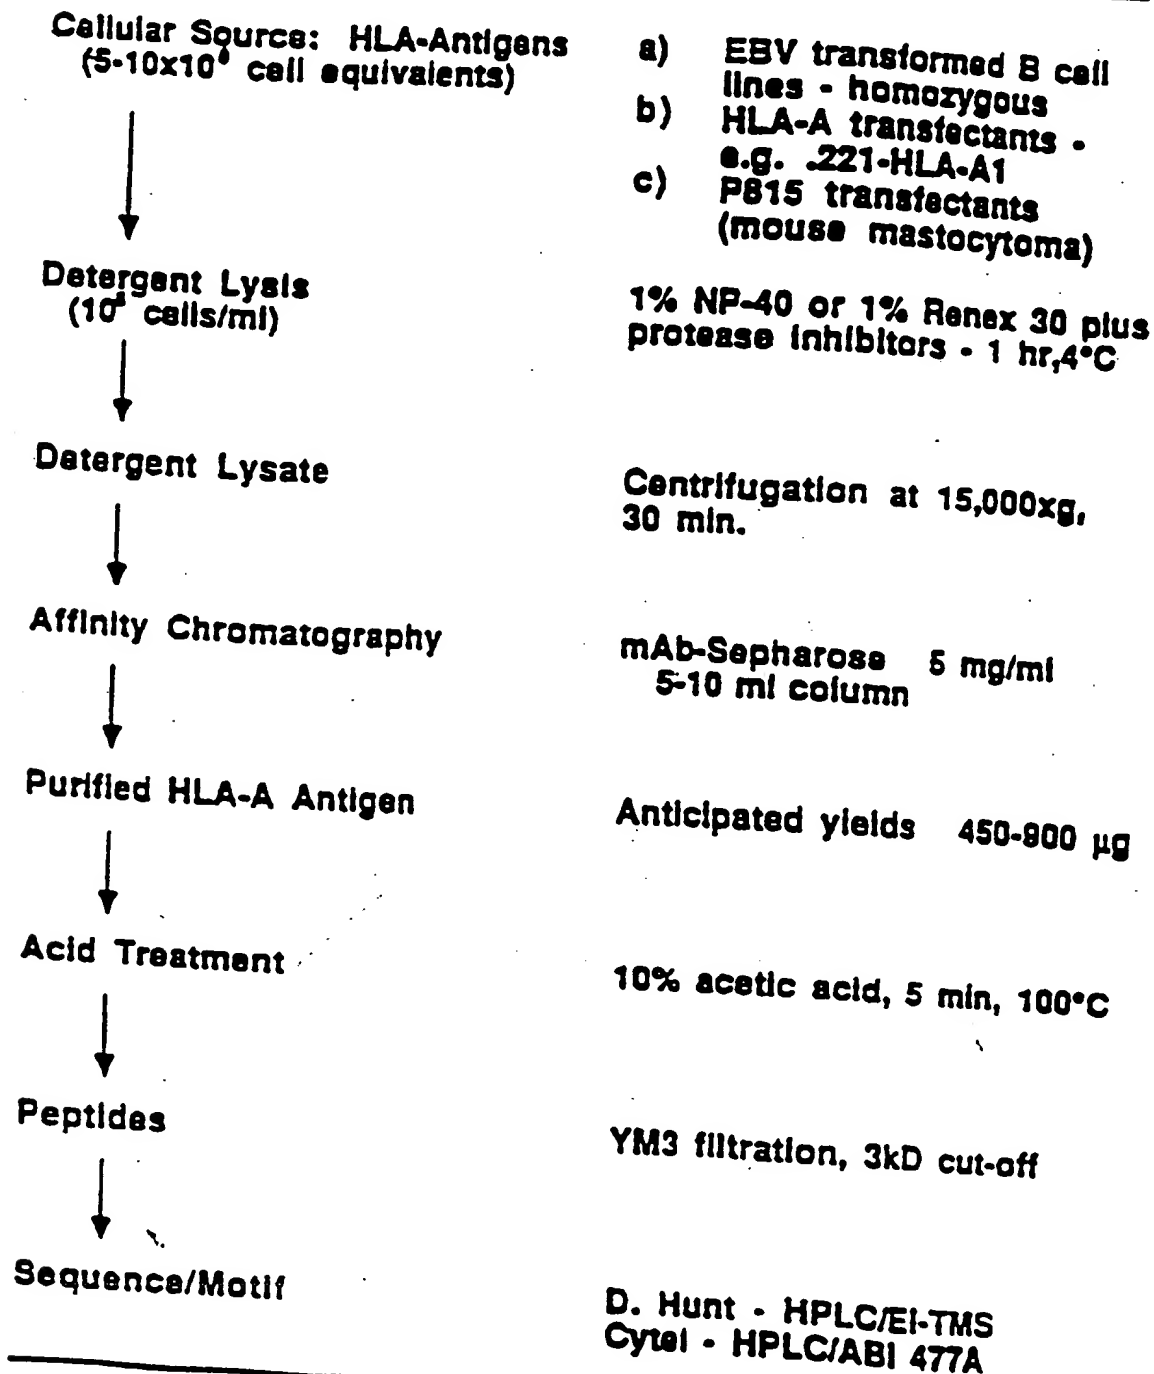 Cellular Source: HLA-Antigens
(5-10x10⁹ cell equivalents)
a) EBV transformed B cell
lines - homozygous
b) HLA-A transfectants -
e.g. .221-HLA-A1
c) P815 transfectants
(mouse mastocytoma)
Detergent Lysis
(10⁸ cells/ml)
1% NP-40 or 1% Renex 30 plus
protease inhibitors - 1 hr,4°C
Detergent Lysate
Centrifugation at 15,000xg,
30 min.
Affinity Chromatography
mAb-Sepharose 5 mg/ml
5-10 ml column
Purified HLA-A Antigen
Anticipated yields 450-900 µg
Acid Treatment
10% acetic acid, 5 min, 100°C
Peptides
YM3 filtration, 3kD cut-off
Sequence/Motif
D. Hunt - HPLC/EI-TMS
Cytel - HPLC/ABI 477A